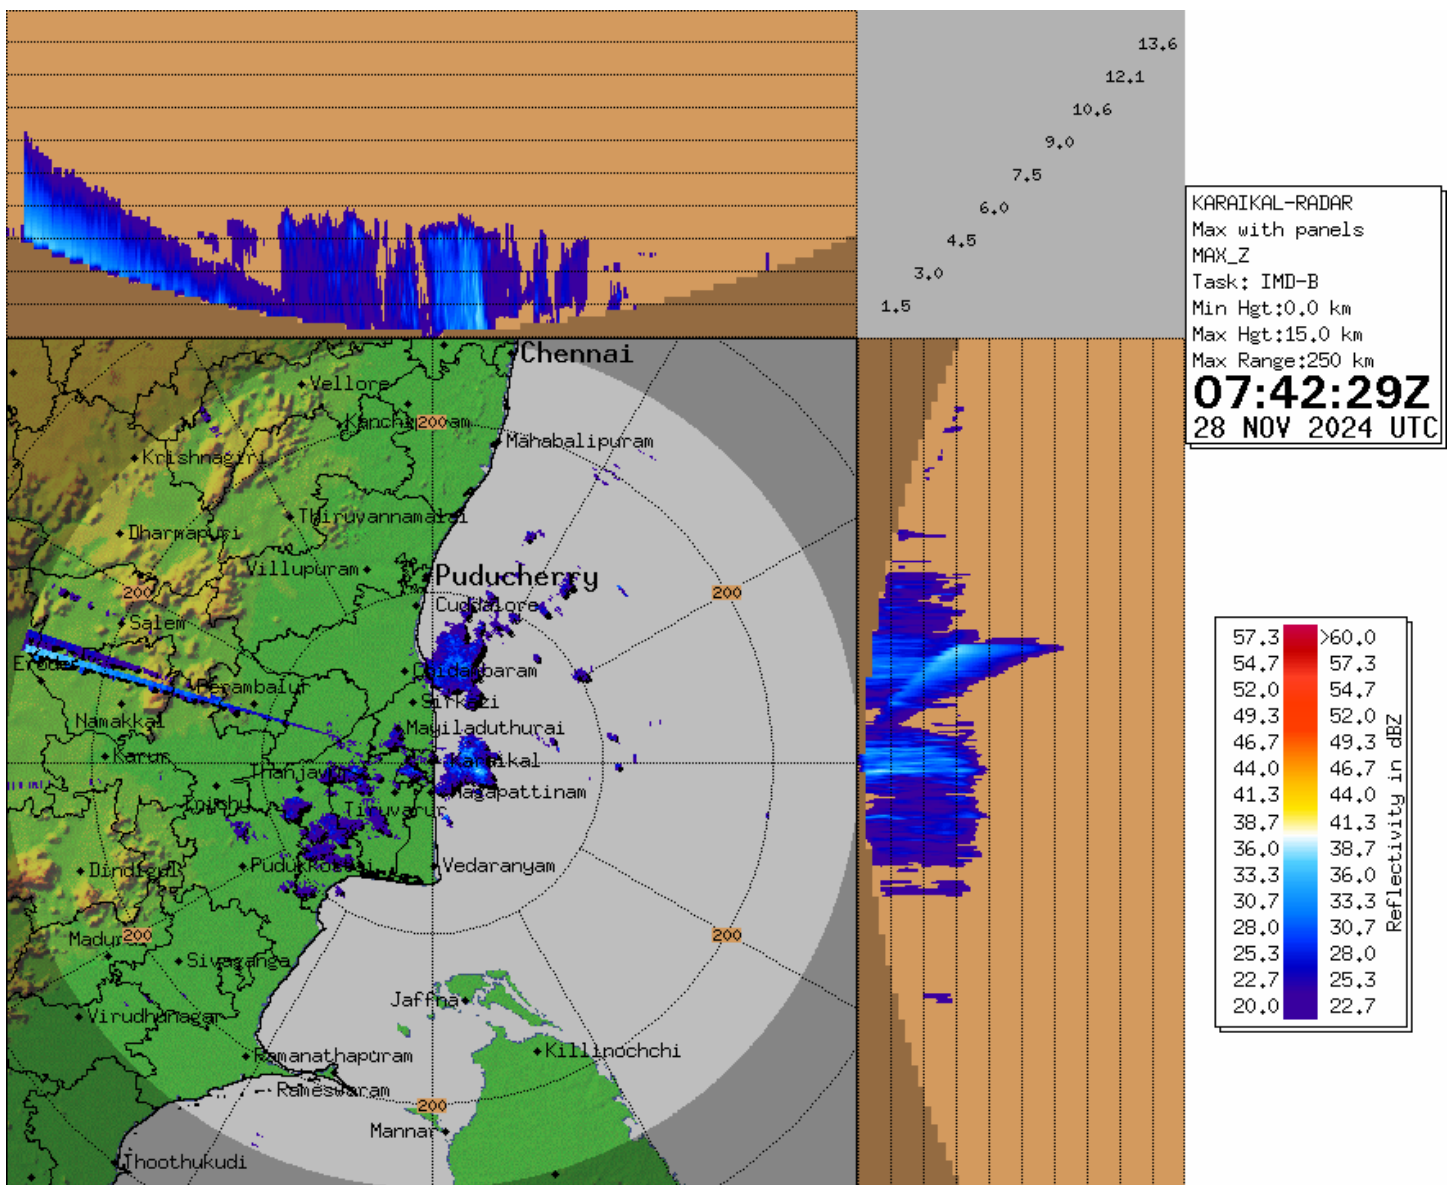 13.6
12.1
10.6
9.0
7.5
6.0
4.5
3.0
1.5
KARAIKAL-RADAR
Max with panels
MAX_Z
Task: IMD-B
Min Hgt:0.0 km
Max Hgt:15.0 km
Max Range:250 km
07:42:29Z
28 NOV 2024 UTC
Chennai
Vellore
200
Mahabalipuram
Krishnagiri
Thiruvannamalai
Dharmapuri
Villupuram
Puducherry
200
200
Cuddalore
Salem
Erode
Chidambaram
Perambalur
Sirkazi
Namakkal
Mayiladuthurai
Karur
Karaikal
Thanjavur
Nagapattinam
Tiruvarur
Pudukkottai
Vedaranyam
Dindigul
200
200
Madurai
Sivaganga
Jaffna
Virudhunagar
Killinochchi
Ramanathapuram
Rameswaram
200
Mannar
Thoothukudi
57.3 >60.0
54.7 57.3
52.0 54.7
49.3 52.0
46.7 49.3
44.0 46.7
41.3 44.0
38.7 41.3
36.0 38.7
33.3 36.0
30.7 33.3
28.0 30.7
25.3 28.0
22.7 25.3
20.0 22.7
Reflectivity in dBZ